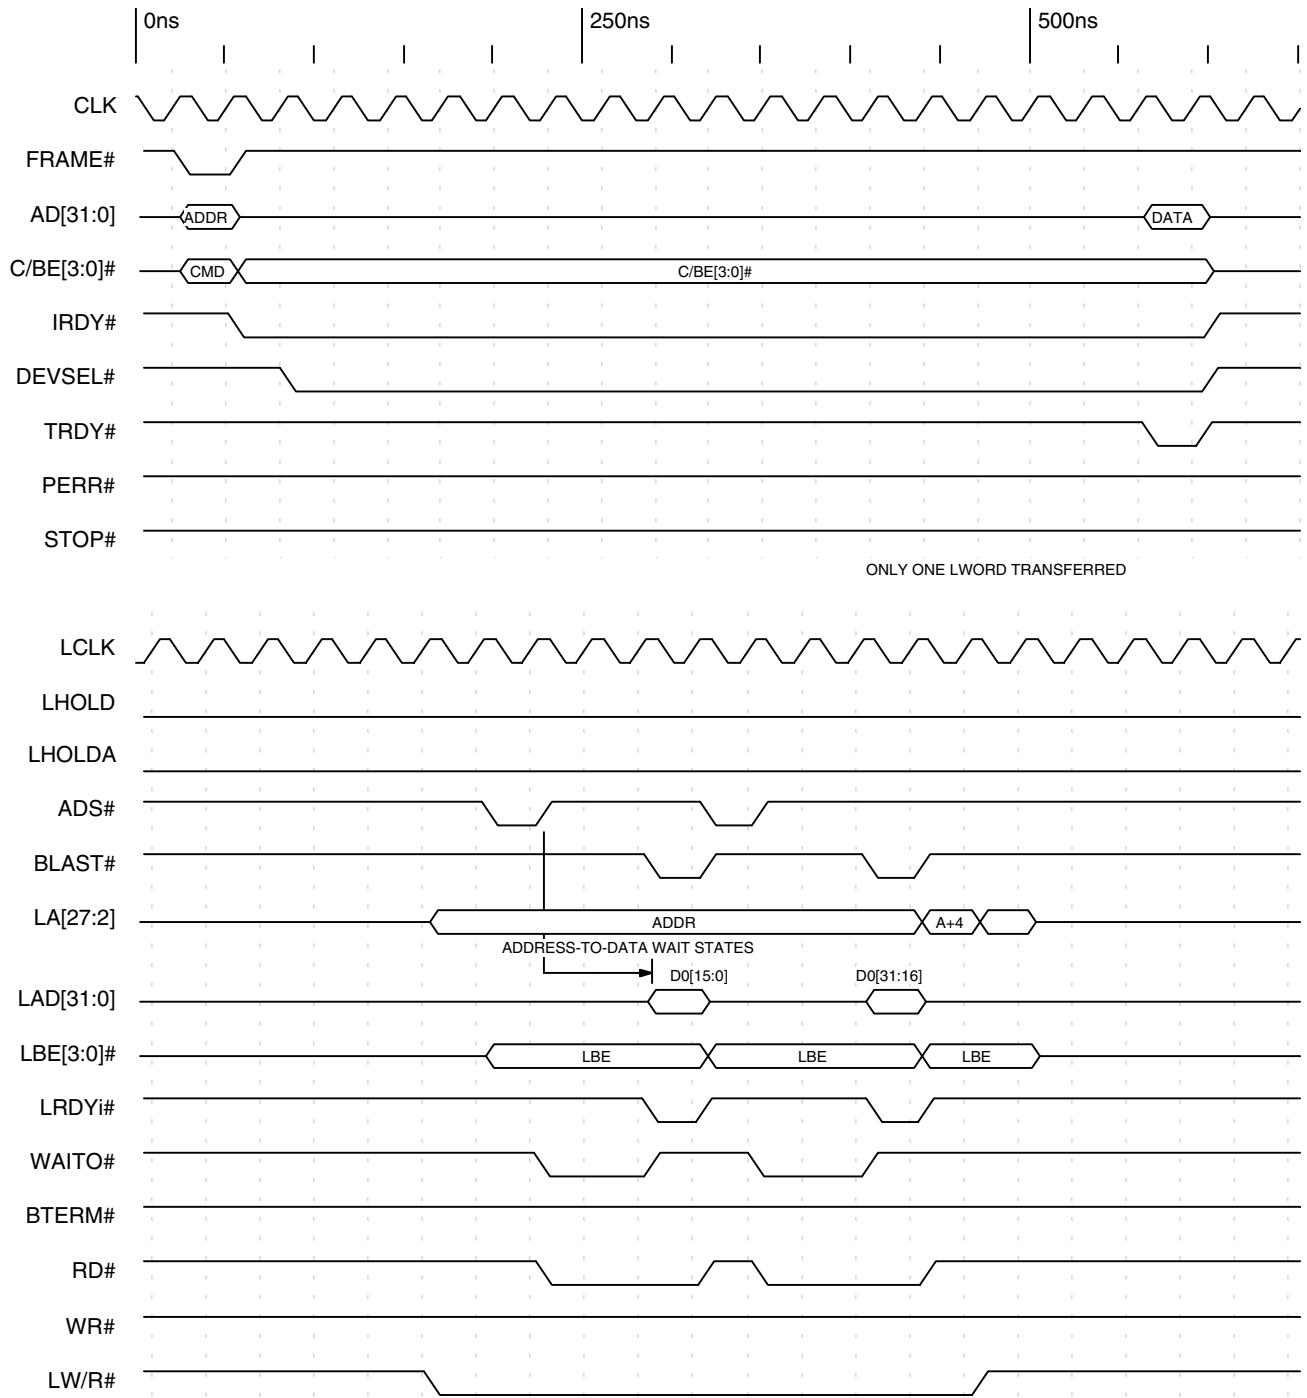 0ns
250ns
500ns
CLK
FRAME#
AD[31:0]
ADDR
DATA
C/BE[3:0]#
CMD
C/BE[3:0]#
IRDY#
DEVSEL#
TRDY#
PERR#
STOP#
ONLY ONE LWORD TRANSFERRED
LCLK
LHOLD
LHOLDA
ADS#
BLAST#
LA[27:2]
ADDR
A+4
ADDRESS-TO-DATA WAIT STATES
D0[15:0]
D0[31:16]
LAD[31:0]
LBE[3:0]#
LBE
LBE
LBE
LRDYi#
WAITO#
BTERM#
RD#
WR#
LW/R#